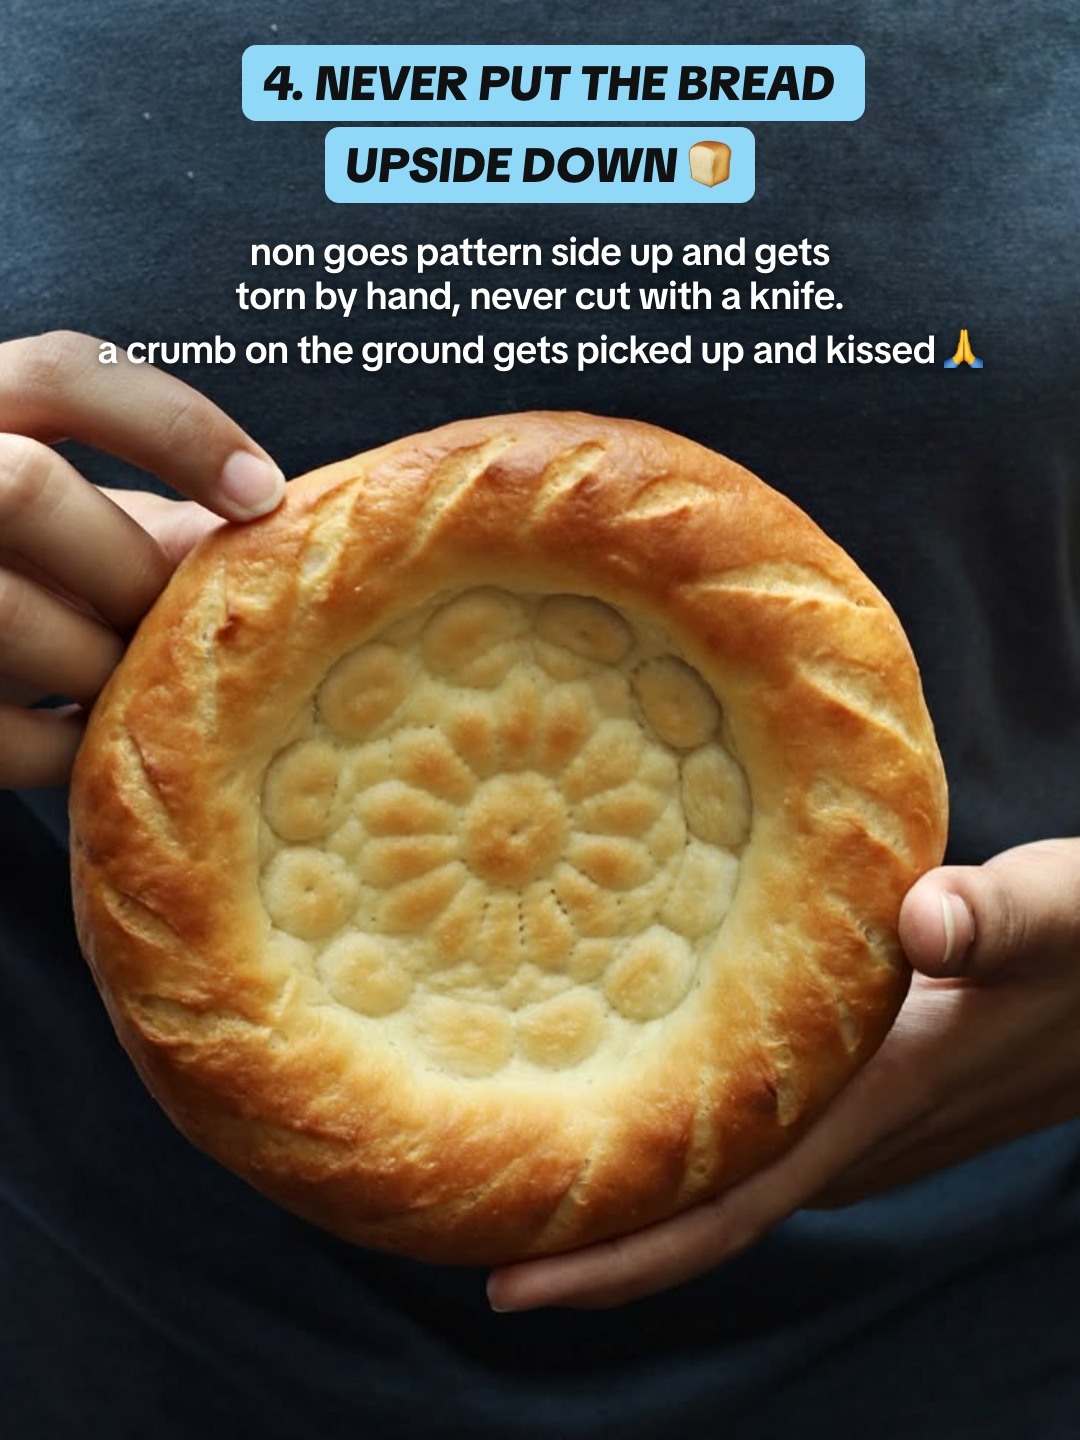 4. NEVER PUT THE BREAD
UPSIDE DOWN 🍞
non goes pattern side up and gets
torn by hand, never cut with a knife.
a crumb on the ground gets picked up and kissed 🙏